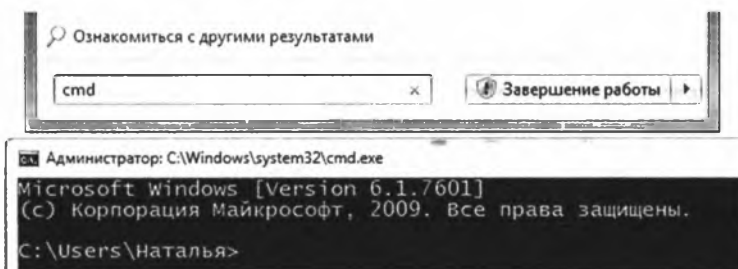 Ознакомиться с другими результатами
cmd
Завершение работы
Администратор: C:\Windows\system32\cmd.exe
Microsoft Windows [Version 6.1.7601]
(c) Корпорация Майкрософт, 2009. Все права защищены.
C:\Users\Наталья>